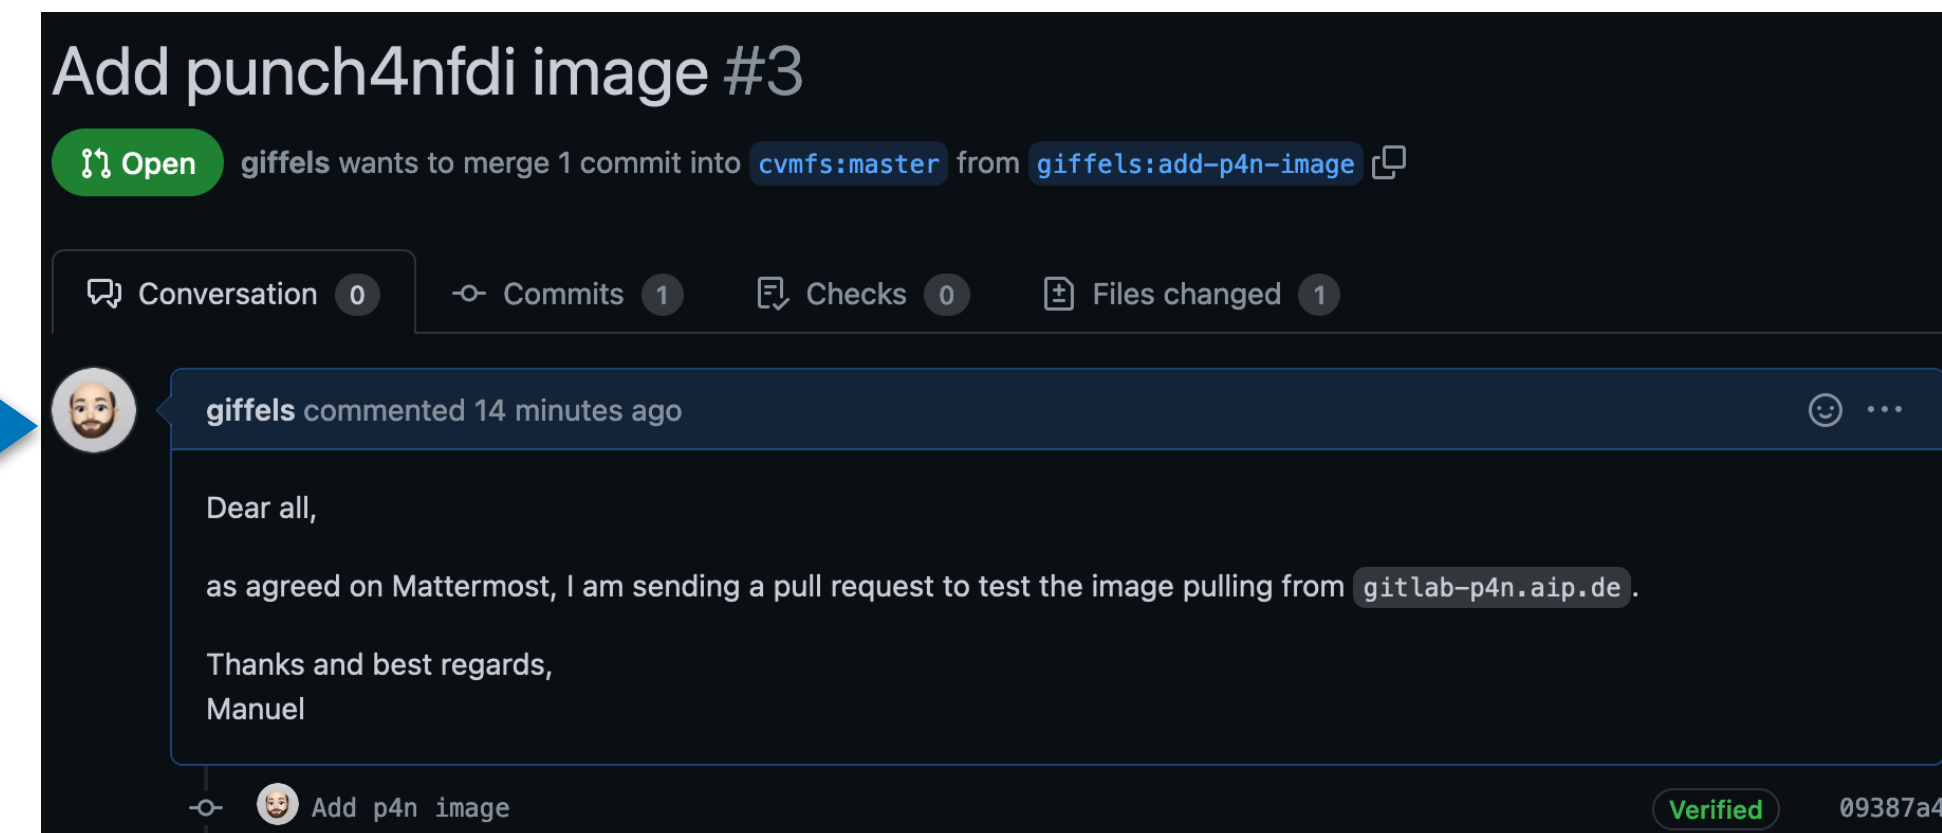 Add punch4nfdi image #3
Open giffels wants to merge 1 commit into cvmfs:master from giffels:add-p4n-image
Conversation 0 Commits 1 Checks 0 Files changed 1
giffels commented 14 minutes ago
Dear all,
as agreed on Mattermost, I am sending a pull request to test the image pulling from gitlab-p4n.aip.de.
Thanks and best regards,
Manuel
Add p4n image Verified 09387a4